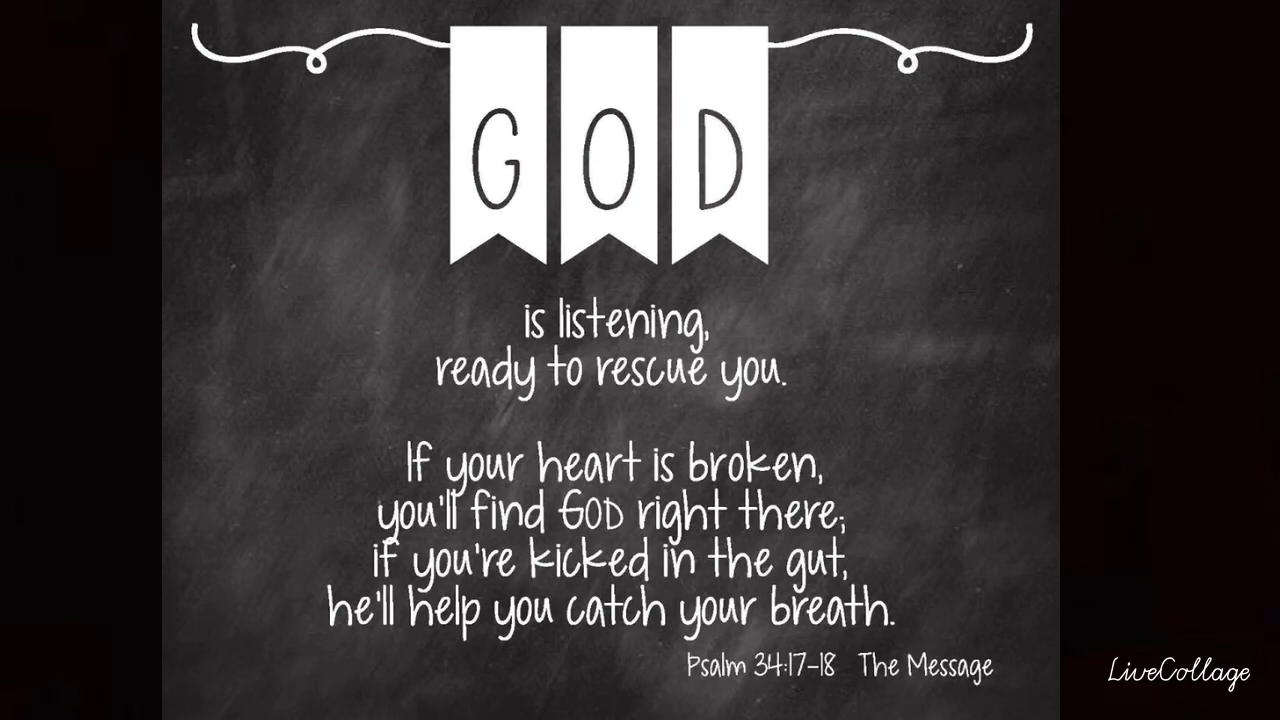 GOD
is listening,
ready to rescue you.
If your heart is broken,
you'll find GOD right there;
if you're kicked in the gut,
he'll help you catch your breath.
Psalm 34:17-18 The Message
LiveCollage